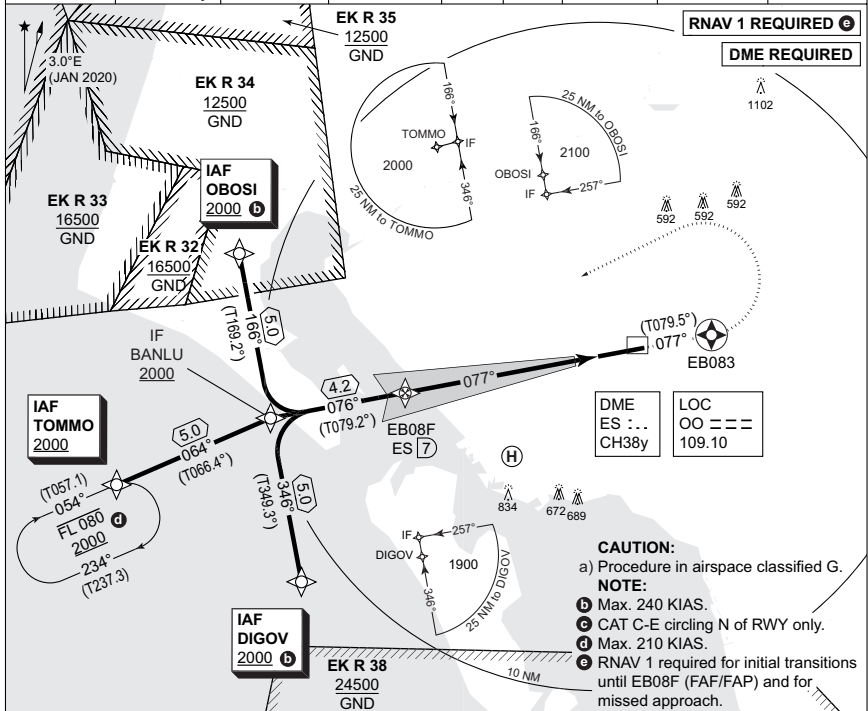 EK R 35
12500
GND
RNAV 1 REQUIRED e
DME REQUIRED
3.0°E
(JAN 2020)
EK R 34
12500
GND
1102
166°
TOMMO
IF
2000
346°
25 NM to TOMMO
25 NM to OBOSI
166°
2100
OBOSI
IF
257°
IAF
OBOSI
2000 b
EK R 33
16500
GND
EK R 32
16500
GND
592
592
592
5.0
166°
(T169.2°)
IF
BANLU
2000
(T079.5°)
077°
EB083
4.2
076°
(T079.2°)
077°
EB08F
ES 7
IAF
TOMMO
2000
5.0
064°
(T066.4°)
DME
ES :..
CH38y
LOC
OO
109.10
(T057.1)
054°
FL 080
2000
d
234°
(T237.3)
346°
5.0
(T349.3°)
H
834
672
689
IF
257°
DIGOV
1900
346°
25 NM to DIGOV
IAF
DIGOV
2000 b
EK R 38
24500
GND
10 NM
CAUTION:
a) Procedure in airspace classified G.
NOTE:
b Max. 240 KIAS.
c CAT C-E circling N of RWY only.
d Max. 210 KIAS.
e RNAV 1 required for initial transitions
until EB08F (FAF/FAP) and for
missed approach.